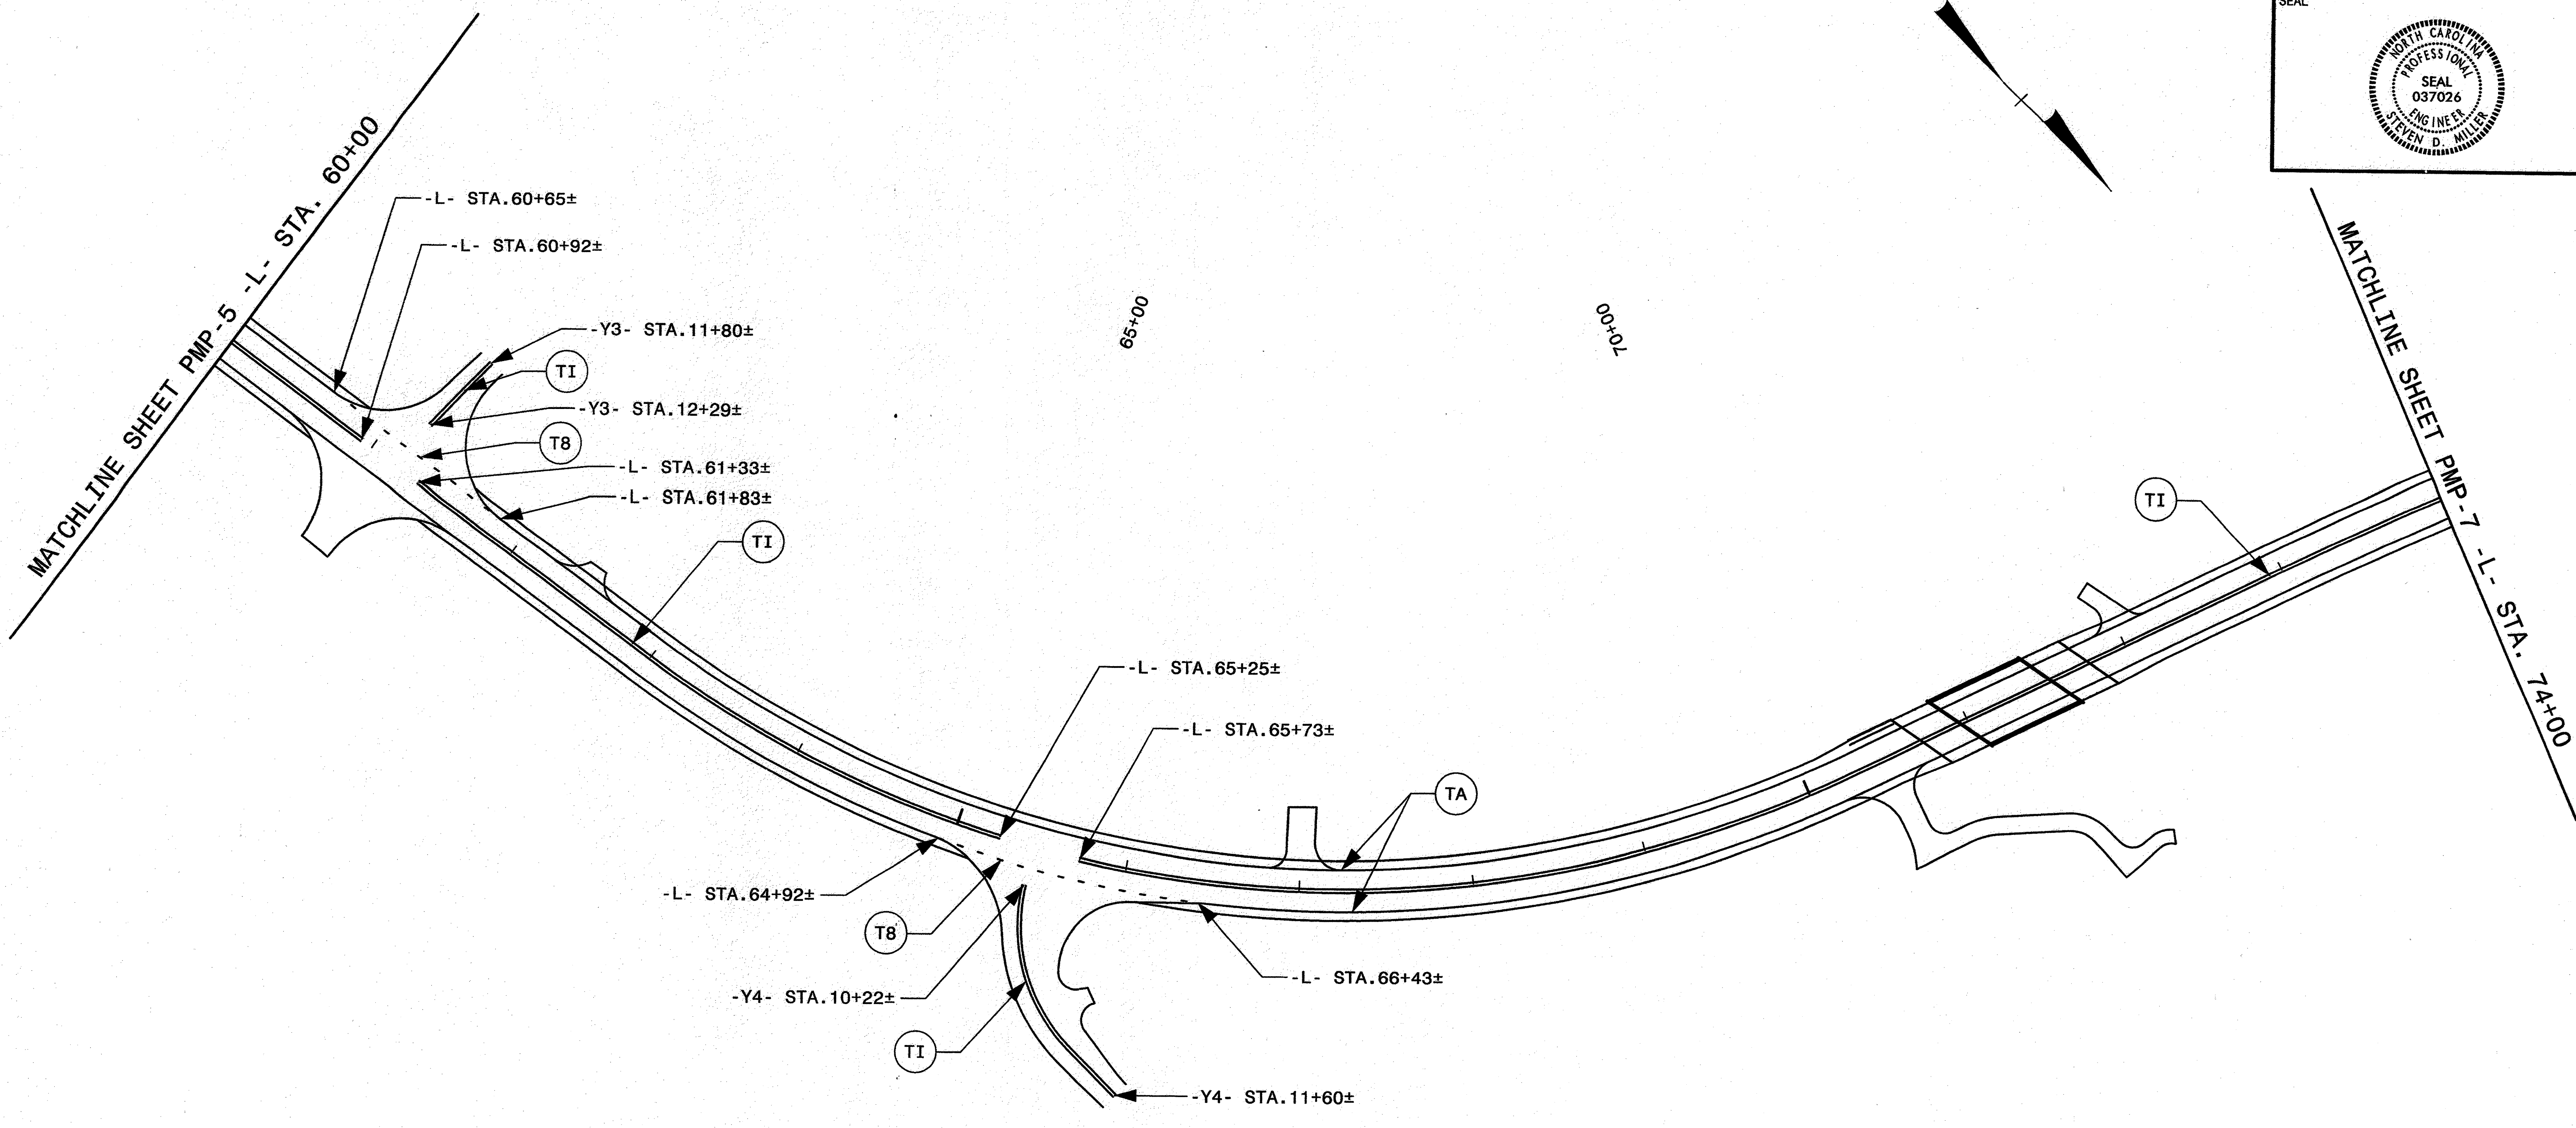 SEAL
NORTH CAROLINA
PROFESSIONAL
SEAL
037026
ENGINEER
STEVEN D. MILLER
MATCHLINE SHEET PMP-5 -L- STA. 60+00
-L- STA.60+65±
-L- STA.60+92±
-Y3- STA.11+80±
TI
-Y3- STA.12+29±
T8
-L- STA.61+33±
-L- STA.61+83±
TI
65+00
70+00
MATCHLINE SHEET PMP-7 -L- STA. 74+00
TI
-L- STA.65+25±
-L- STA.65+73±
TA
-L- STA.64+92±
T8
-L- STA.66+43±
-Y4- STA.10+22±
TI
-Y4- STA.11+60±